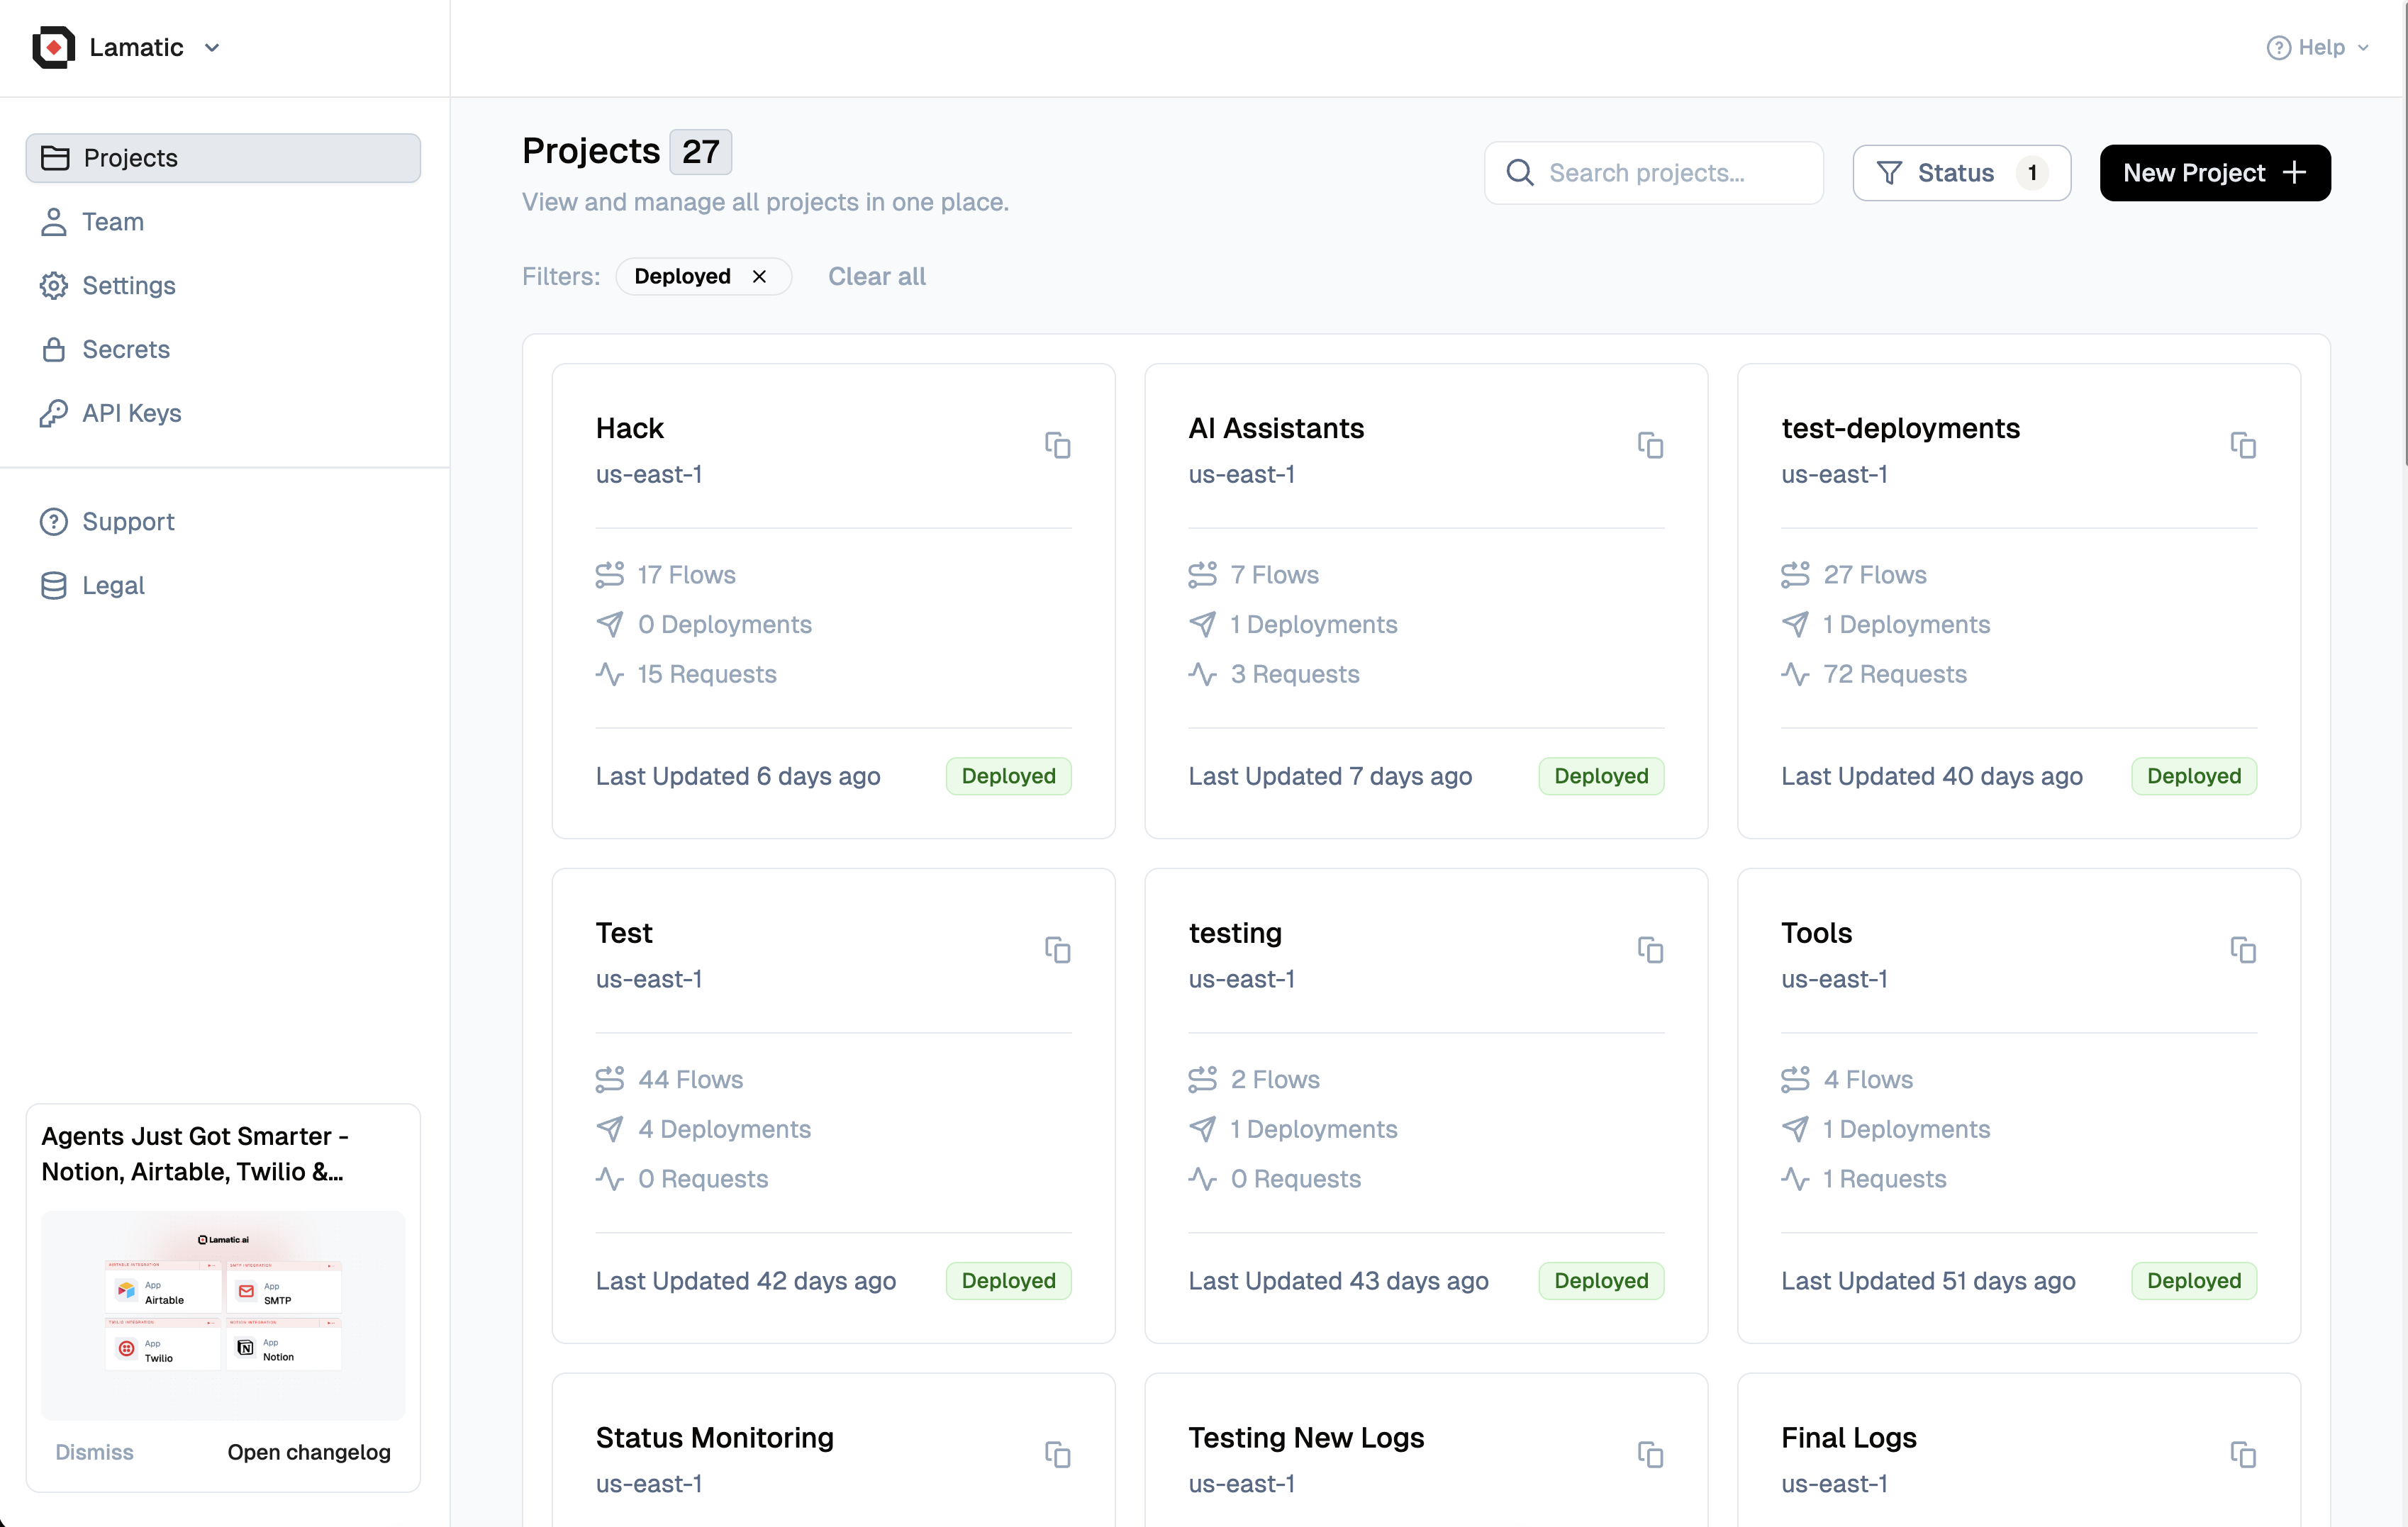 Lamatic
Help
Projects
Team
Settings
Secrets
API Keys
Support
Legal
Agents Just Got Smarter -
Notion, Airtable, Twilio &...
Lamatic ai
AIRTABLE INTEGRATION
SMTP INTEGRATION
App
Airtable
App
SMTP
TWILIO INTEGRATION
NOTION INTEGRATION
App
Twilio
App
Notion
Dismiss
Open changelog
Projects 27
View and manage all projects in one place.
Search projects...
Status 1
New Project
Filters: Deployed Clear all
Hack
us-east-1
17 Flows
0 Deployments
15 Requests
Last Updated 6 days ago Deployed
AI Assistants
us-east-1
7 Flows
1 Deployments
3 Requests
Last Updated 7 days ago Deployed
test-deployments
us-east-1
27 Flows
1 Deployments
72 Requests
Last Updated 40 days ago Deployed
Test
us-east-1
44 Flows
4 Deployments
0 Requests
Last Updated 42 days ago Deployed
testing
us-east-1
2 Flows
1 Deployments
0 Requests
Last Updated 43 days ago Deployed
Tools
us-east-1
4 Flows
1 Deployments
1 Requests
Last Updated 51 days ago Deployed
Status Monitoring
us-east-1
Testing New Logs
us-east-1
Final Logs
us-east-1